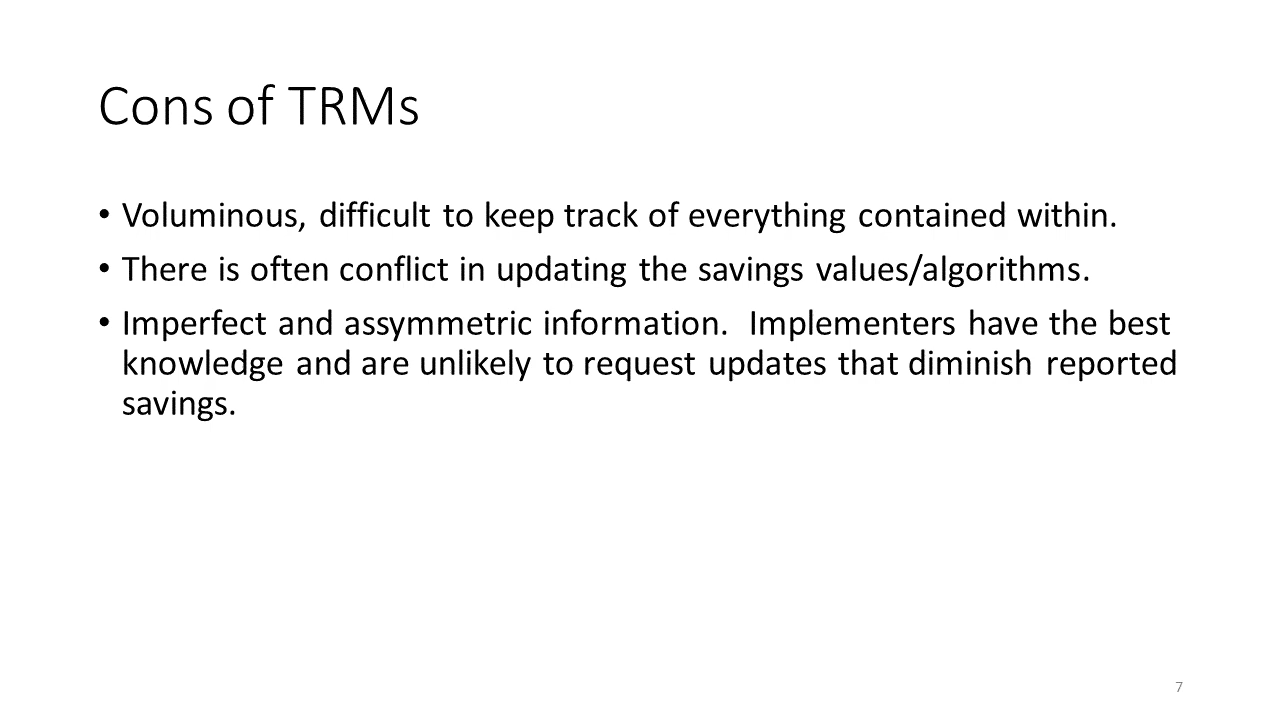 Cons of TRMs
• Voluminous, difficult to keep track of everything contained within.
• There is often conflict in updating the savings values/algorithms.
• Imperfect and assymmetric information.  Implementers have the best
knowledge and are unlikely to request updates that diminish reported
savings.
7